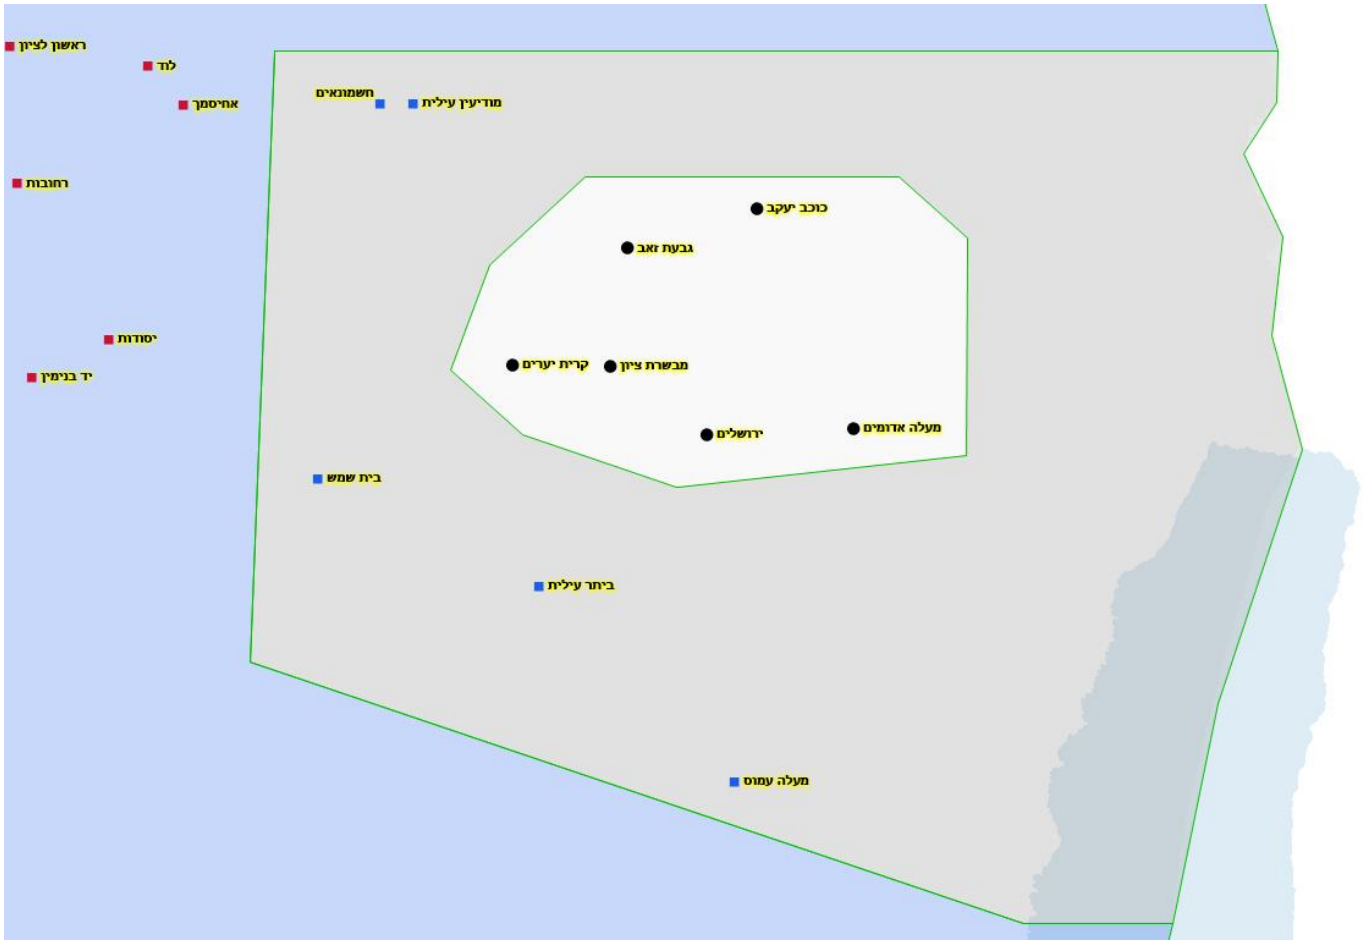 ראשון לציון
לוד
חשמונאים
מודיעין עילית
אחיסמך
רחובות
כוכב יעקב
גבעת זאב
יסודות
יד בנימין
קרית יערים
מבשרת ציון
מעלה אדומים
ירושלים
בית שמש
ביתר עילית
מעלה עמוס